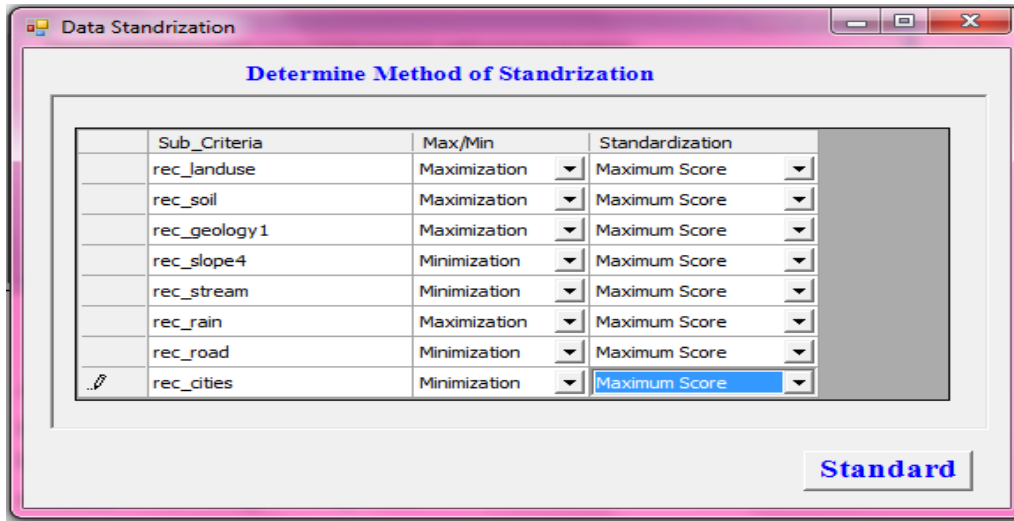 Data Standrization
Determine Method of Standrization
Sub_Criteria Max/Min Standardization
rec_landuse Maximization Maximum Score
rec_soil Maximization Maximum Score
rec_geology1 Maximization Maximum Score
rec_slope4 Minimization Maximum Score
rec_stream Minimization Maximum Score
rec_rain Maximization Maximum Score
rec_road Minimization Maximum Score
rec_cities Minimization Maximum Score
Standard